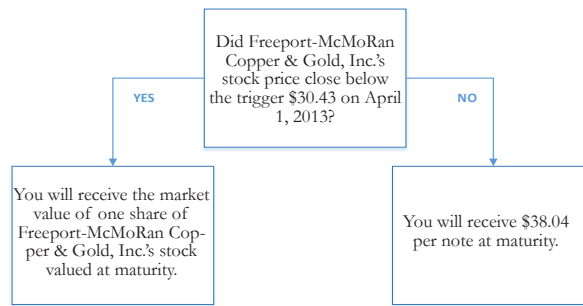 Did Freeport-McMoRan
Copper & Gold, Inc.'s
stock price close below
the trigger $30.43 on April
1, 2013?
YES
NO
You will receive the market
value of one share of
Freeport-McMoRan Cop-
per & Gold, Inc.'s stock
valued at maturity.
You will receive $38.04
per note at maturity.